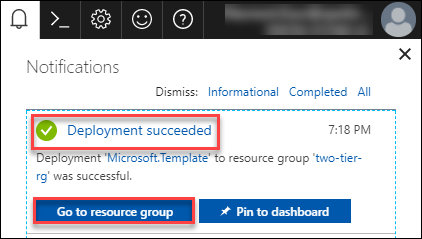 Notifications
Dismiss: Informational Completed All
Deployment succeeded 7:18 PM
Deployment 'Microsoft.Template' to resource group 'two-tier-
rg' was successful.
Go to resource group Pin to dashboard